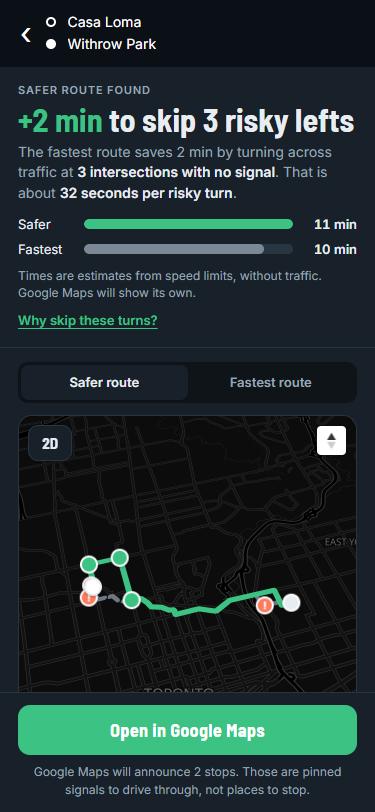 Casa Loma
Withrow Park
SAFER ROUTE FOUND
+2 min to skip 3 risky lefts
The fastest route saves 2 min by turning across
traffic at 3 intersections with no signal. That is
about 32 seconds per risky turn.
Safer 11 min
Fastest 10 min
Times are estimates from speed limits, without traffic.
Google Maps will show its own.
Why skip these turns?
Safer route Fastest route
2D
EAST Y
TORONTO
Open in Google Maps
Google Maps will announce 2 stops. Those are pinned
signals to drive through, not places to stop.